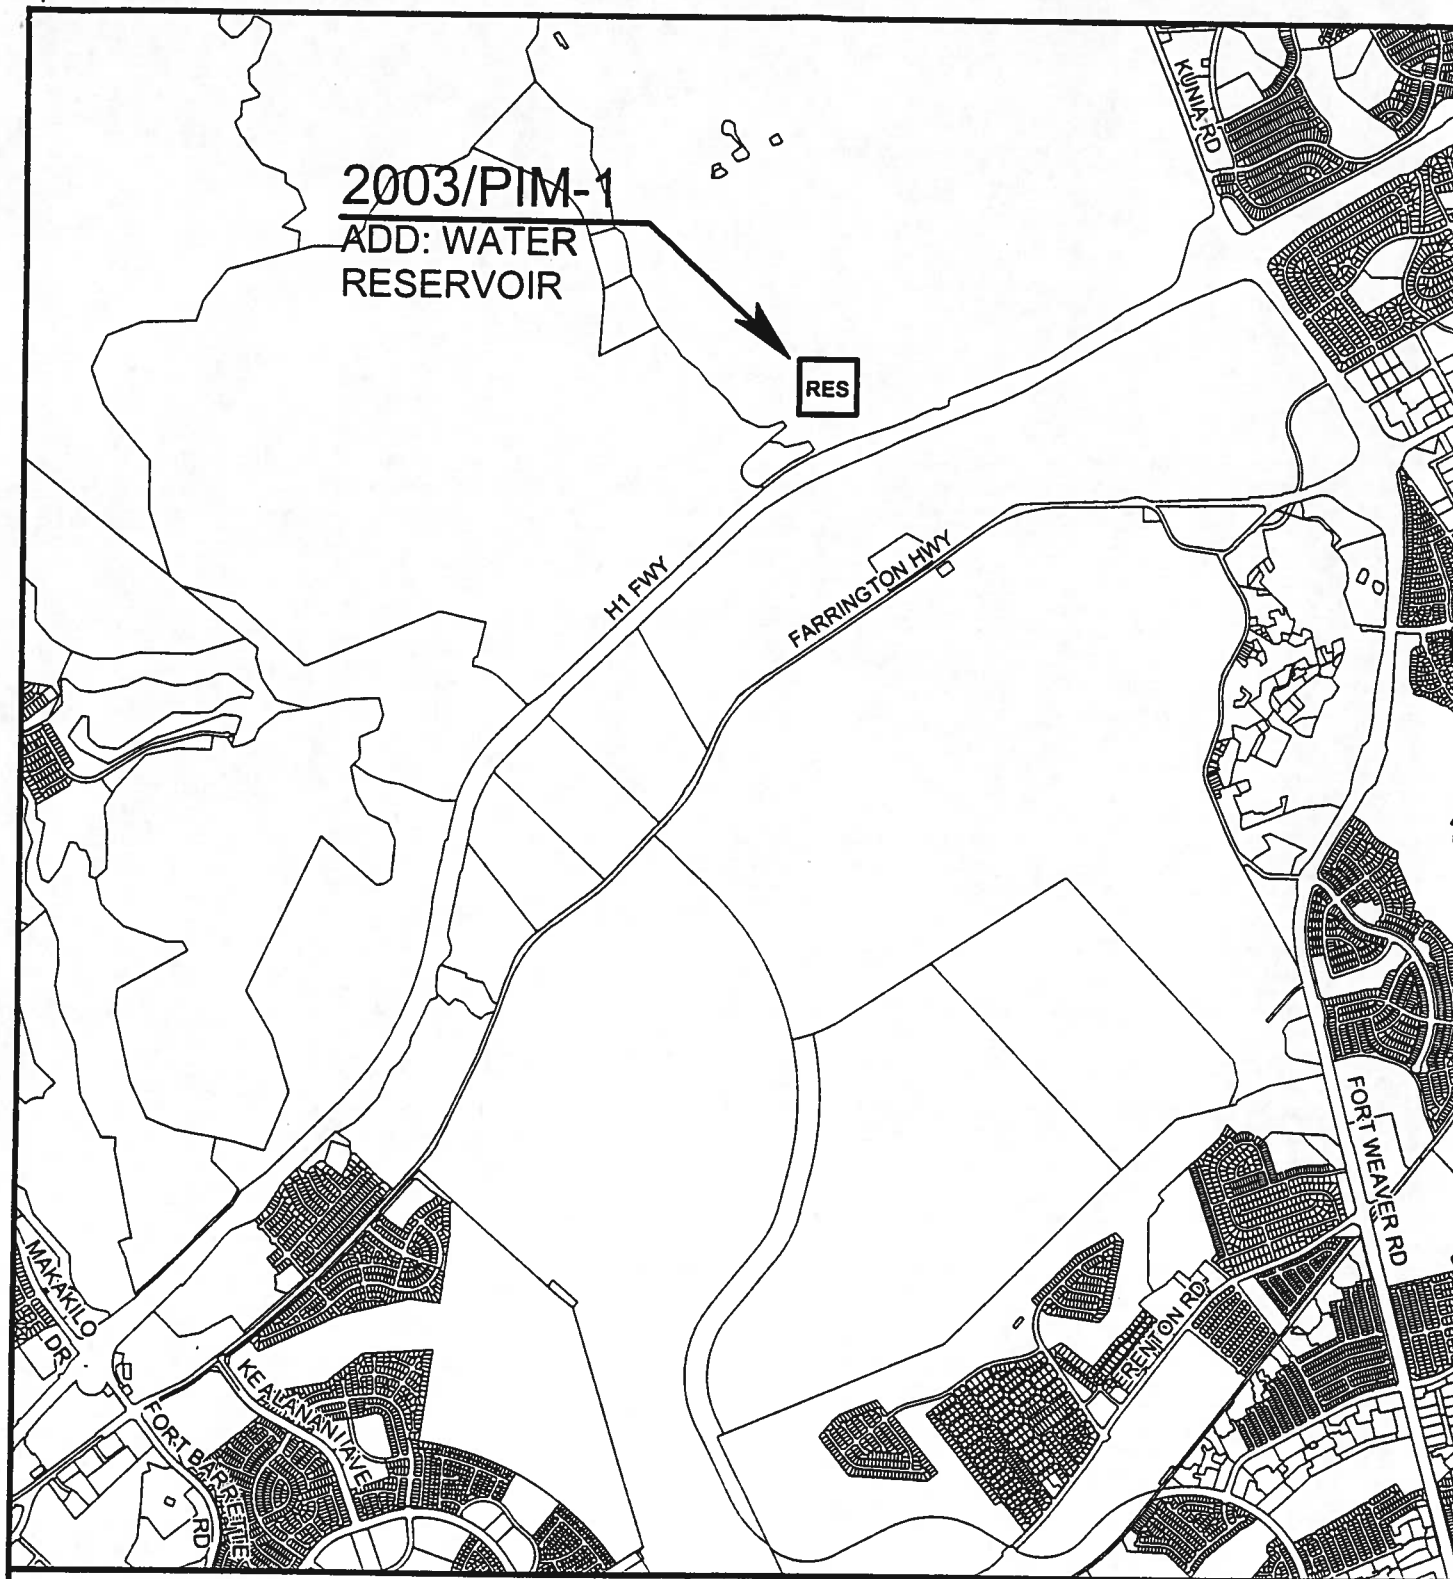 KUNIA RD
2003/PIM-1
ADD: WATER
RESERVOIR
RES
H1 FWY
FARRINGTON HWY
FORT WEAVER RD
MAKAKILO
DR
RENTON RD
KEALANANI AVE
FORT BARRETTE
RD